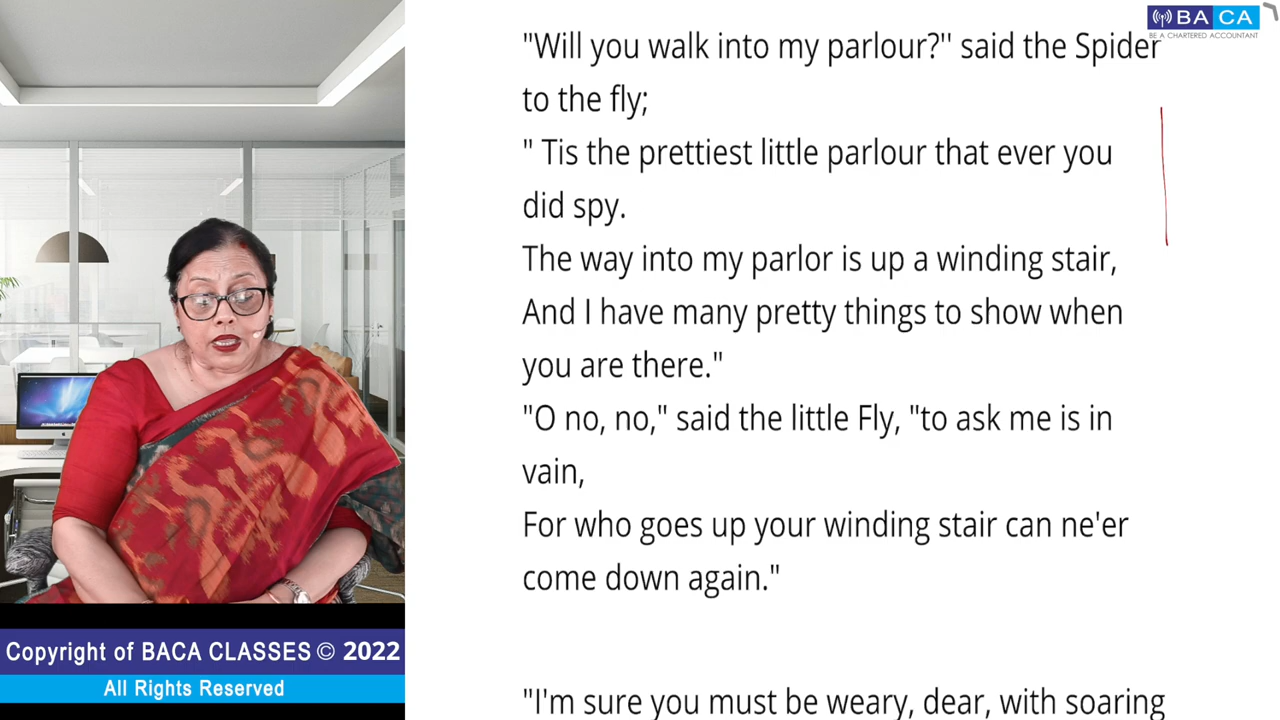 BACA
BE A CHARTERED ACCOUNTANT
"Will you walk into my parlour?'' said the Spider
to the fly;
" Tis the prettiest little parlour that ever you
did spy.
The way into my parlor is up a winding stair,
And I have many pretty things to show when
you are there."
"O no, no," said the little Fly, "to ask me is in
vain,
For who goes up your winding stair can ne'er
come down again."
"I'm sure you must be weary, dear, with soaring
Copyright of BACA CLASSES © 2022
All Rights Reserved